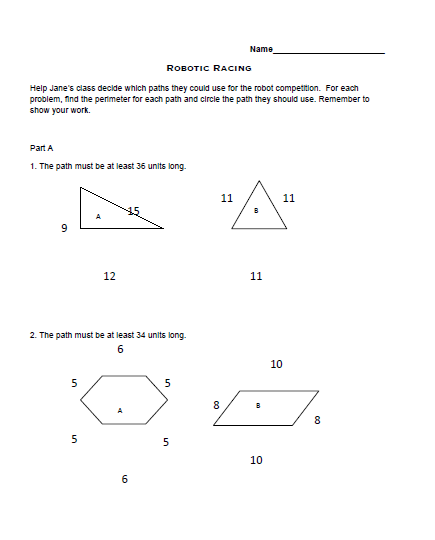 Name____________________
ROBOTIC RACING
Help Jane's class decide which paths they could use for the robot competition.  For each
problem, find the perimeter for each path and circle the path they should use. Remember to
show your work.
Part A
1. The path must be at least 36 units long.
11 11
15
A B
9
12 11
2. The path must be at least 34 units long.
6
10
5 5
8 B
A
8
5 5
10
6